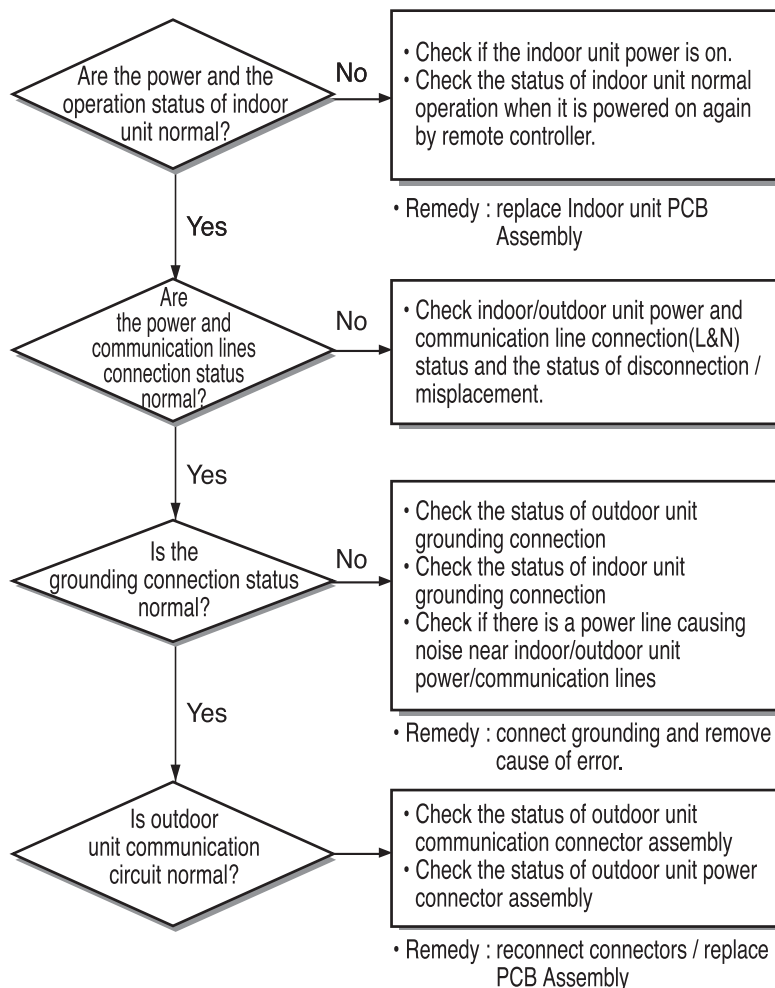 Are the power and the
operation status of indoor
unit normal?
No
• Check if the indoor unit power is on.
• Check the status of indoor unit normal
operation when it is powered on again
by remote controller.
• Remedy : replace Indoor unit PCB
Assembly
Yes
Are
the power and
communication lines
connection status
normal?
No
• Check indoor/outdoor unit power and
communication line connection(L&N)
status and the status of disconnection /
misplacement.
Yes
Is the
grounding connection status
normal?
No
• Check the status of outdoor unit
grounding connection
• Check the status of indoor unit
grounding connection
• Check if there is a power line causing
noise near indoor/outdoor unit
power/communication lines
• Remedy : connect grounding and remove
cause of error.
Yes
Is outdoor
unit communication
circuit normal?
• Check the status of outdoor unit
communication connector assembly
• Check the status of outdoor unit power
connector assembly
• Remedy : reconnect connectors / replace
PCB Assembly